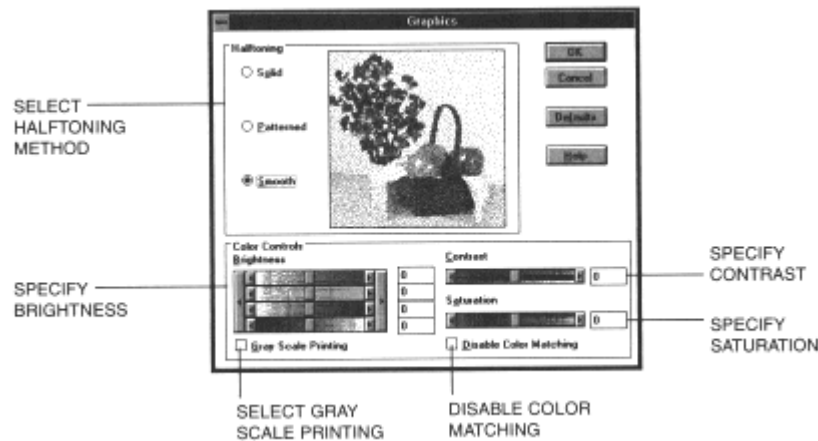 Graphics
Halftoning
Solid
Patterned
Smooth
OK
Cancel
Defaults
Help
SELECT
HALFTONING
METHOD
Color Controls
Brightness
0
0
0
0
Gray Scale Printing
Contrast
0
Saturation
0
Disable Color Matching
SPECIFY
BRIGHTNESS
SPECIFY
CONTRAST
SPECIFY
SATURATION
SELECT GRAY
SCALE PRINTING
DISABLE COLOR
MATCHING